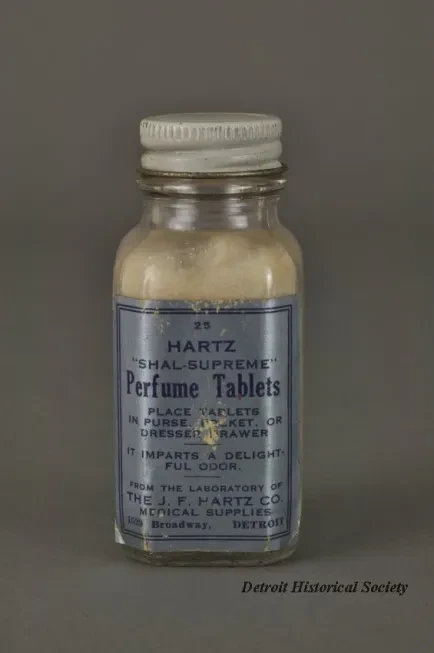 25
HARTZ
"SHAL-SUPREME"
Perfume Tablets
PLACE TABLETS
IN PURSE, POCKET, OR
DRESSER DRAWER
IT IMPARTS A DELIGHT-
FUL ODOR.
FROM THE LABORATORY OF
THE J. F. HARTZ CO.
MEDICAL SUPPLIES
1529 Broadway, DETROIT
Detroit Historical Society